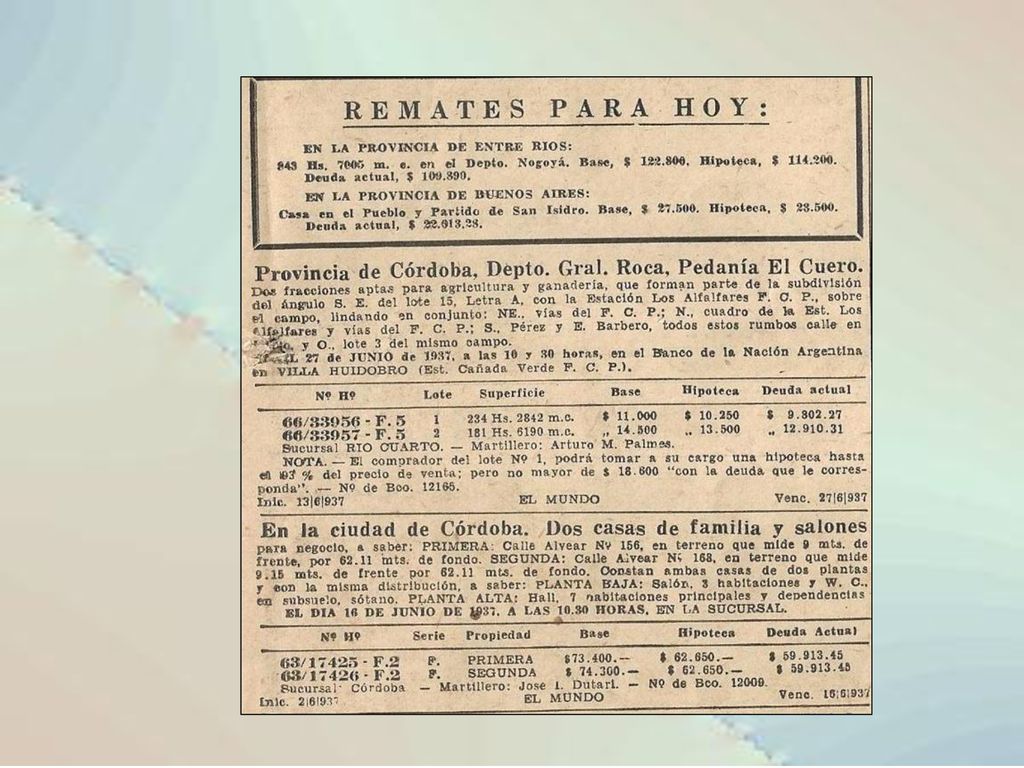 REMATES PARA HOY:
EN LA PROVINCIA DE ENTRE RIOS:
843 Hs. 7005 m. c. en el Depto. Nogoyá. Base, $ 122.800. Hipoteca, $ 114.200.
Deuda actual, $ 109.890.
EN LA PROVINCIA DE BUENOS AIRES:
Casa en el Pueblo y Partido de San Isidro. Base, $ 27.500. Hipoteca, $ 23.500.
Deuda actual, $ 22.013.28.
Provincia de Córdoba, Depto. Gral. Roca, Pedanía El Cuero.
Dos fracciones aptas para agricultura y ganadería, que forman parte de la subdivisión
del ángulo S. E. del lote 15, Letra A, con la Estación Los Alfalfares F. C. P., sobre
el campo, lindando en conjunto: NE., vías del F. C. P.; N., cuadro de la Est. Los
Alfalfares y vías del F. C. P.; S., Pérez y E. Barbero, todos estos rumbos calle en
y O., lote 3 del mismo campo.
27 de JUNIO de 1937, a las 10 y 30 horas, en el Banco de la Nación Argentina
en VILLA HUIDOBRO (Est. Cañada Verde F. C. P.).
Nº Hº Lote Superficie Base Hipoteca Deuda actual
66/33956 - F. 5 1 234 Hs. 2842 m.c. $ 11.000 $ 10.250 $ 9.802.27
66/33957 - F. 5 2 181 Hs. 6190 m.c. „ 14.500 „ 13.500 „ 12.910.31
Sucursal RIO CUARTO. — Martillero: Arturo M. Palmes.
NOTA. — El comprador del lote Nº 1, podrá tomar a su cargo una hipoteca hasta
el % del precio de venta; pero no mayor de $ 18.600 "con la deuda que le corres-
ponda". — Nº de Bco. 12165.
Inic. 13|6|937 EL MUNDO Venc. 27|6|937
En la ciudad de Córdoba. Dos casas de familia y salones
para negocio, a saber: PRIMERA: Calle Alvear Nº 156, en terreno que mide 9 mts. de
frente, por 62.11 mts. de fondo. SEGUNDA: Calle Alvear Nº 168, en terreno que mide
9.15 mts. de frente por 62.11 mts. de fondo. Constan ambas casas de dos plantas
y con la misma distribución, a saber: PLANTA BAJA: Salón, 3 habitaciones y W. C.,
en subsuelo, sótano. PLANTA ALTA: Hall, 7 habitaciones principales y dependencias
EL DIA 16 DE JUNIO DE 1937, A LAS 10.30 HORAS, EN LA SUCURSAL.
Nº Hº Serie Propiedad Base Hipoteca Deuda Actual
63/17425 - F.2 F. PRIMERA $73.400.— $ 62.650.— $ 59.913.45
63/17426 - F.2 F. SEGUNDA $ 74.300.— $ 62.650.— $ 59.913.45
Sucursal Córdoba — Martillero: José I. Dutari. — Nº de Bco. 12009.
Inic. 2|6|937 EL MUNDO Venc. 16|6|937